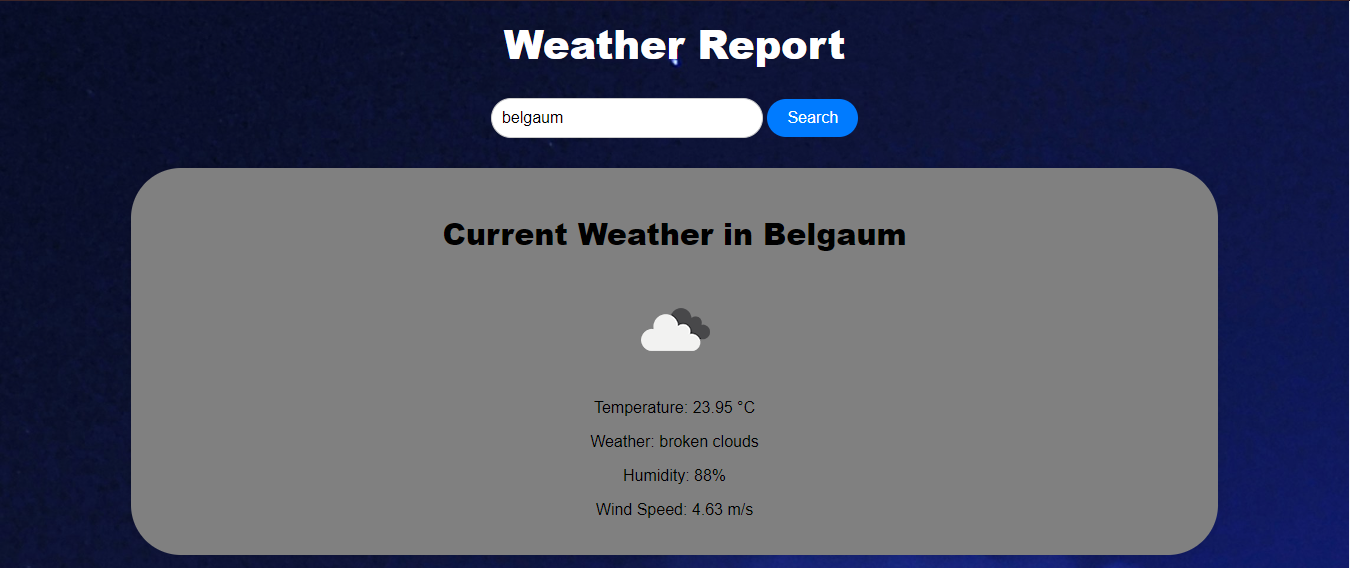 Weather Report
belgaum
Search
Current Weather in Belgaum
Temperature: 23.95 °C
Weather: broken clouds
Humidity: 88%
Wind Speed: 4.63 m/s